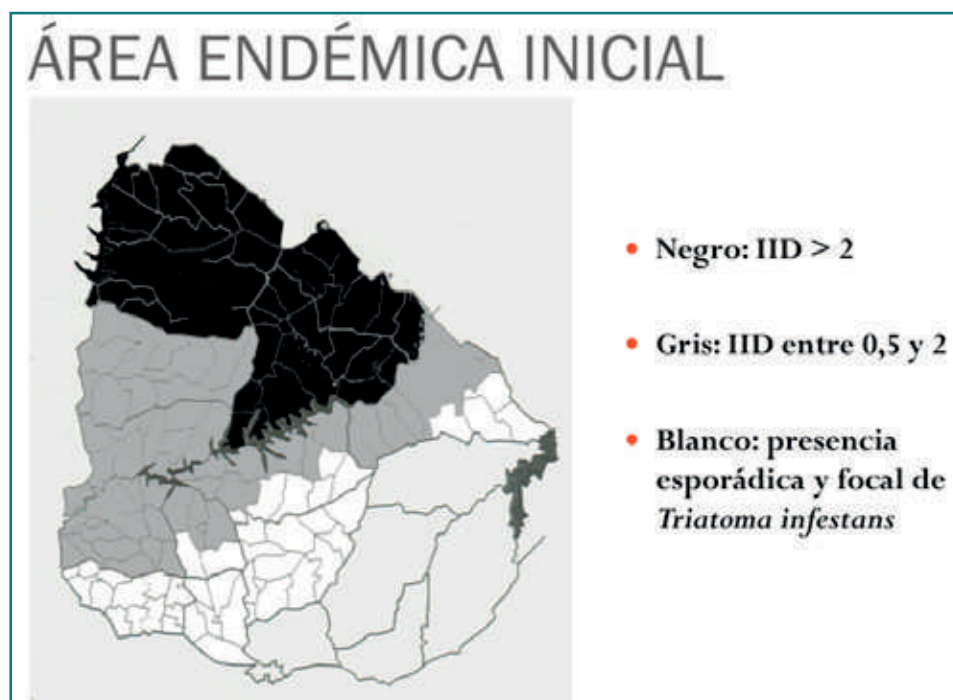 ÁREA ENDÉMICA INICIAL
• Negro: IID > 2
• Gris: IID entre 0,5 y 2
• Blanco: presencia
esporádica y focal de
Triatoma infestans